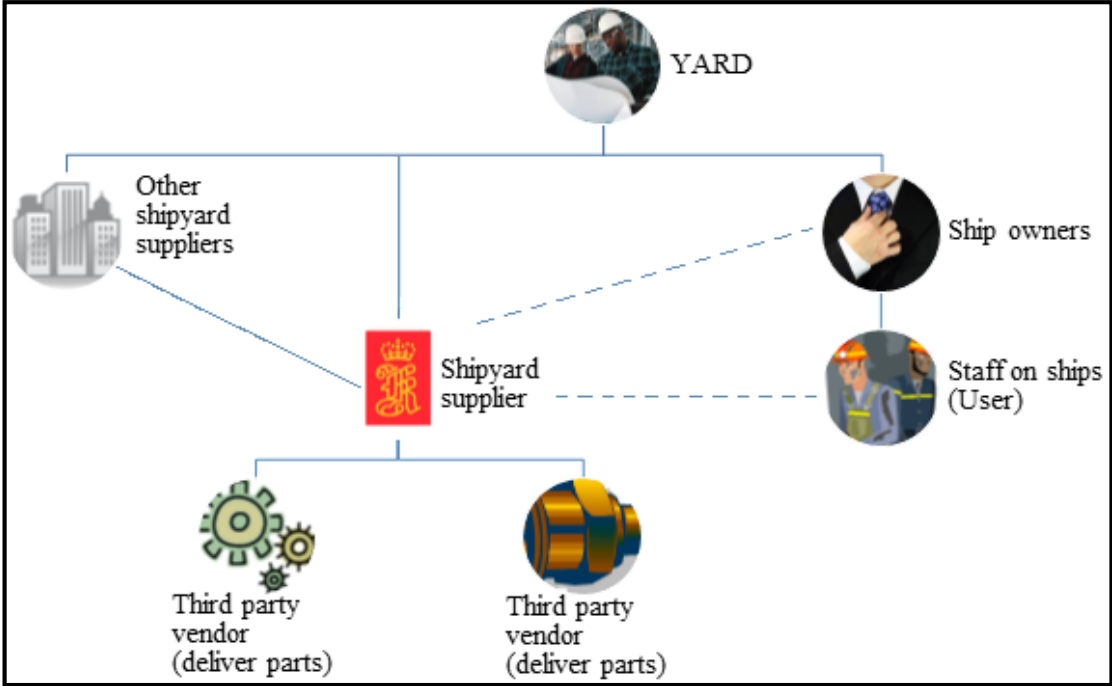 YARD
Other
shipyard
suppliers
Ship owners
Shipyard
supplier
Staff on ships
(User)
Third party
vendor
(deliver parts)
Third party
vendor
(deliver parts)